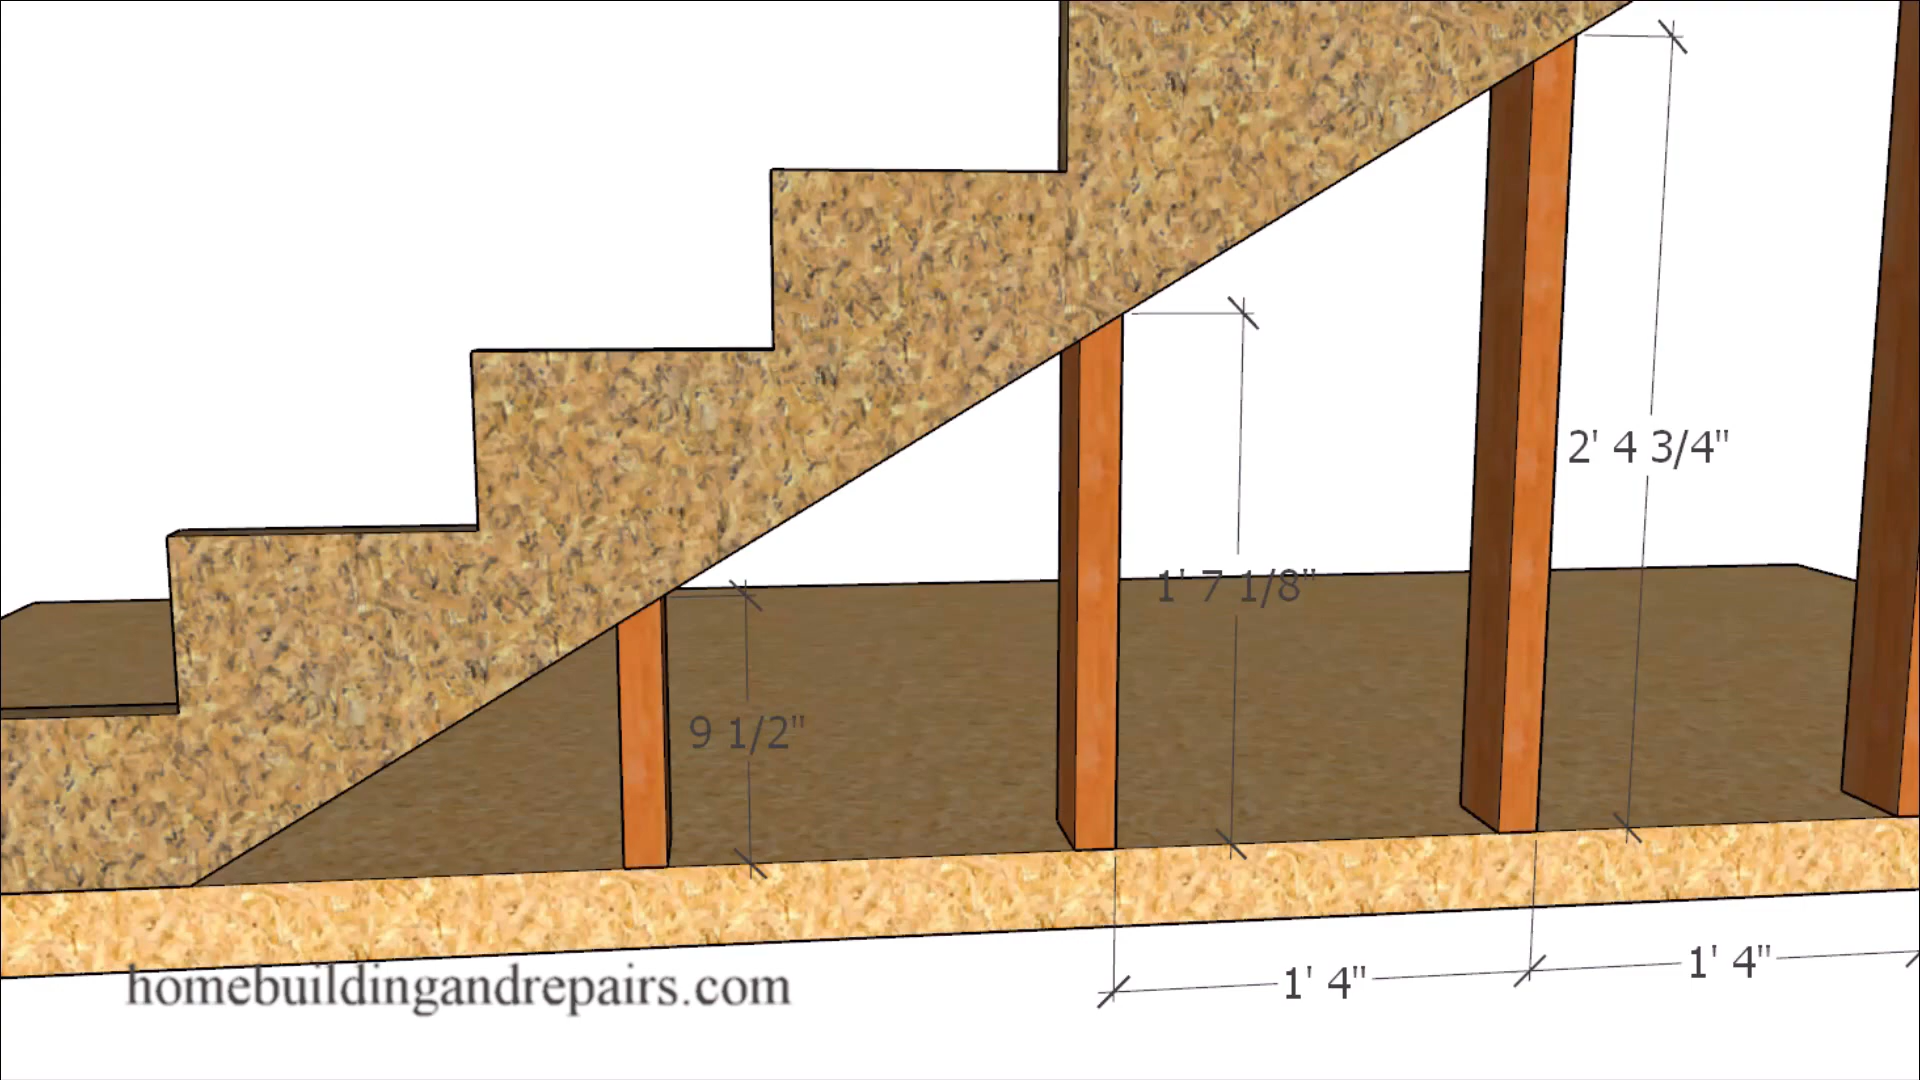 2' 4 3/4"
1' 7 1/8"
9 1/2"
1' 4"
1' 4"
homebuildingandrepairs.com